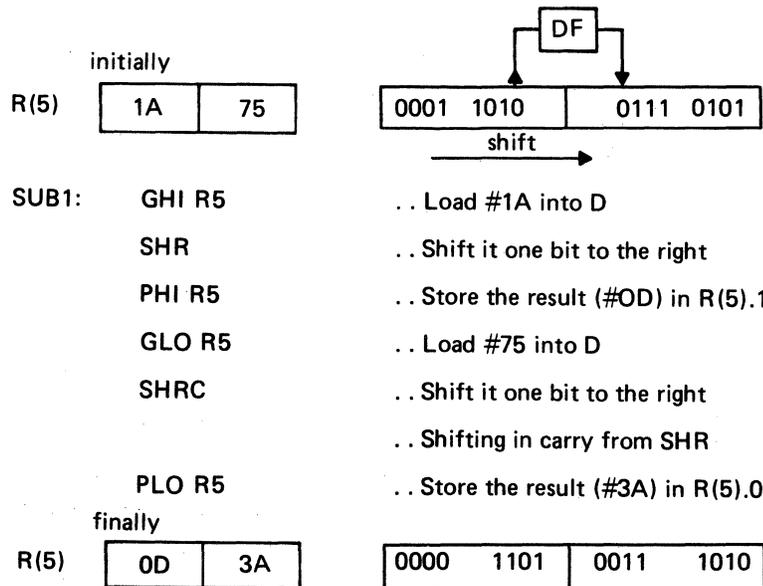 DF
initially
R(5) 1A 75 0001 1010 0111 0101
shift
SUB1: GHI R5 . . Load #1A into D
SHR . . Shift it one bit to the right
PHI R5 . . Store the result (#OD) in R(5).1
GLO R5 . . Load #75 into D
SHRC . . Shift it one bit to the right
. . Shifting in carry from SHR
PLO R5 . . Store the result (#3A) in R(5).0
finally
R(5) 0D 3A 0000 1101 0011 1010